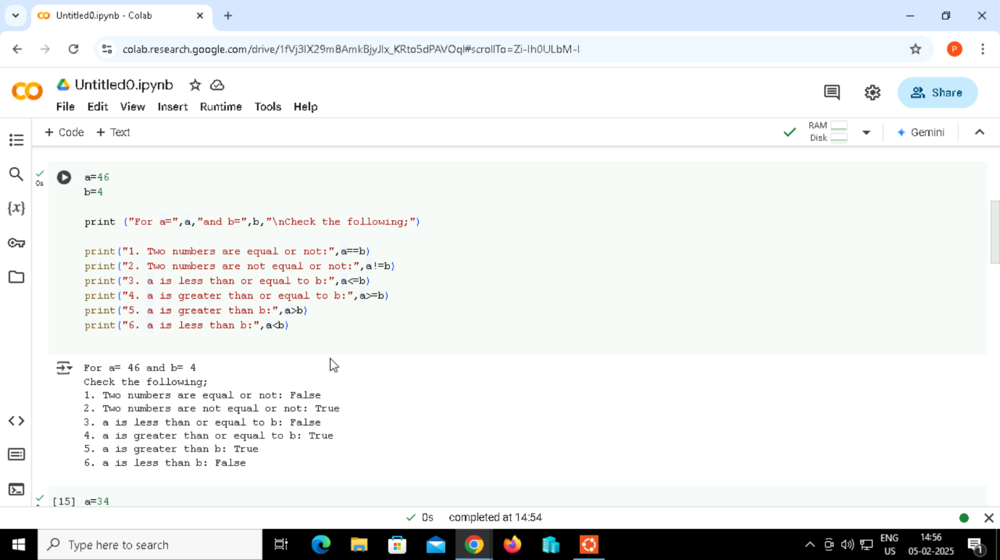 Untitled0.ipynb - Colab
colab.research.google.com/drive/1fVj3lX29m8AmkBjyJlx_KRto5dPAVOql#scrollTo=Zi-lh0ULbM-l
P
Untitled0.ipynb
File Edit View Insert Runtime Tools Help
Share
+ Code + Text
RAM
Disk
Gemini
0s
a=46
b=4
print ("For a=",a,"and b=",b,"\nCheck the following;")
print("1. Two numbers are equal or not:",a==b)
print("2. Two numbers are not equal or not:",a!=b)
print("3. a is less than or equal to b:",a<=b)
print("4. a is greater than or equal to b:",a>=b)
print("5. a is greater than b:",a>b)
print("6. a is less than b:",a<b)
For a= 46 and b= 4
Check the following;
1. Two numbers are equal or not: False
2. Two numbers are not equal or not: True
3. a is less than or equal to b: False
4. a is greater than or equal to b: True
5. a is greater than b: True
6. a is less than b: False
[15] a=34
0s completed at 14:54
Type here to search
ENG
US
14:56
05-02-2025
1